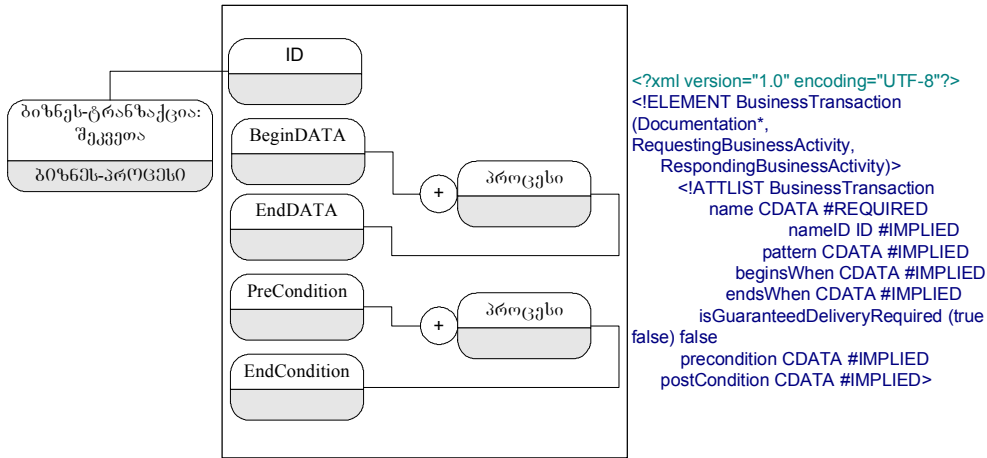 ID
ბიზნეს-ტრანზაქცია:
შეკვეთა
ბიზნეს-პროცესი
BeginDATA
+
პროცესი
EndDATA
PreCondition
+
პროცესი
EndCondition
<?xml version="1.0" encoding="UTF-8"?>
<!ELEMENT BusinessTransaction
(Documentation*,
RequestingBusinessActivity,
RespondingBusinessActivity)>
<!ATTLIST BusinessTransaction
name CDATA #REQUIRED
nameID ID #IMPLIED
pattern CDATA #IMPLIED
beginsWhen CDATA #IMPLIED
endsWhen CDATA #IMPLIED
isGuaranteedDeliveryRequired (true
false) false
precondition CDATA #IMPLIED
postCondition CDATA #IMPLIED>